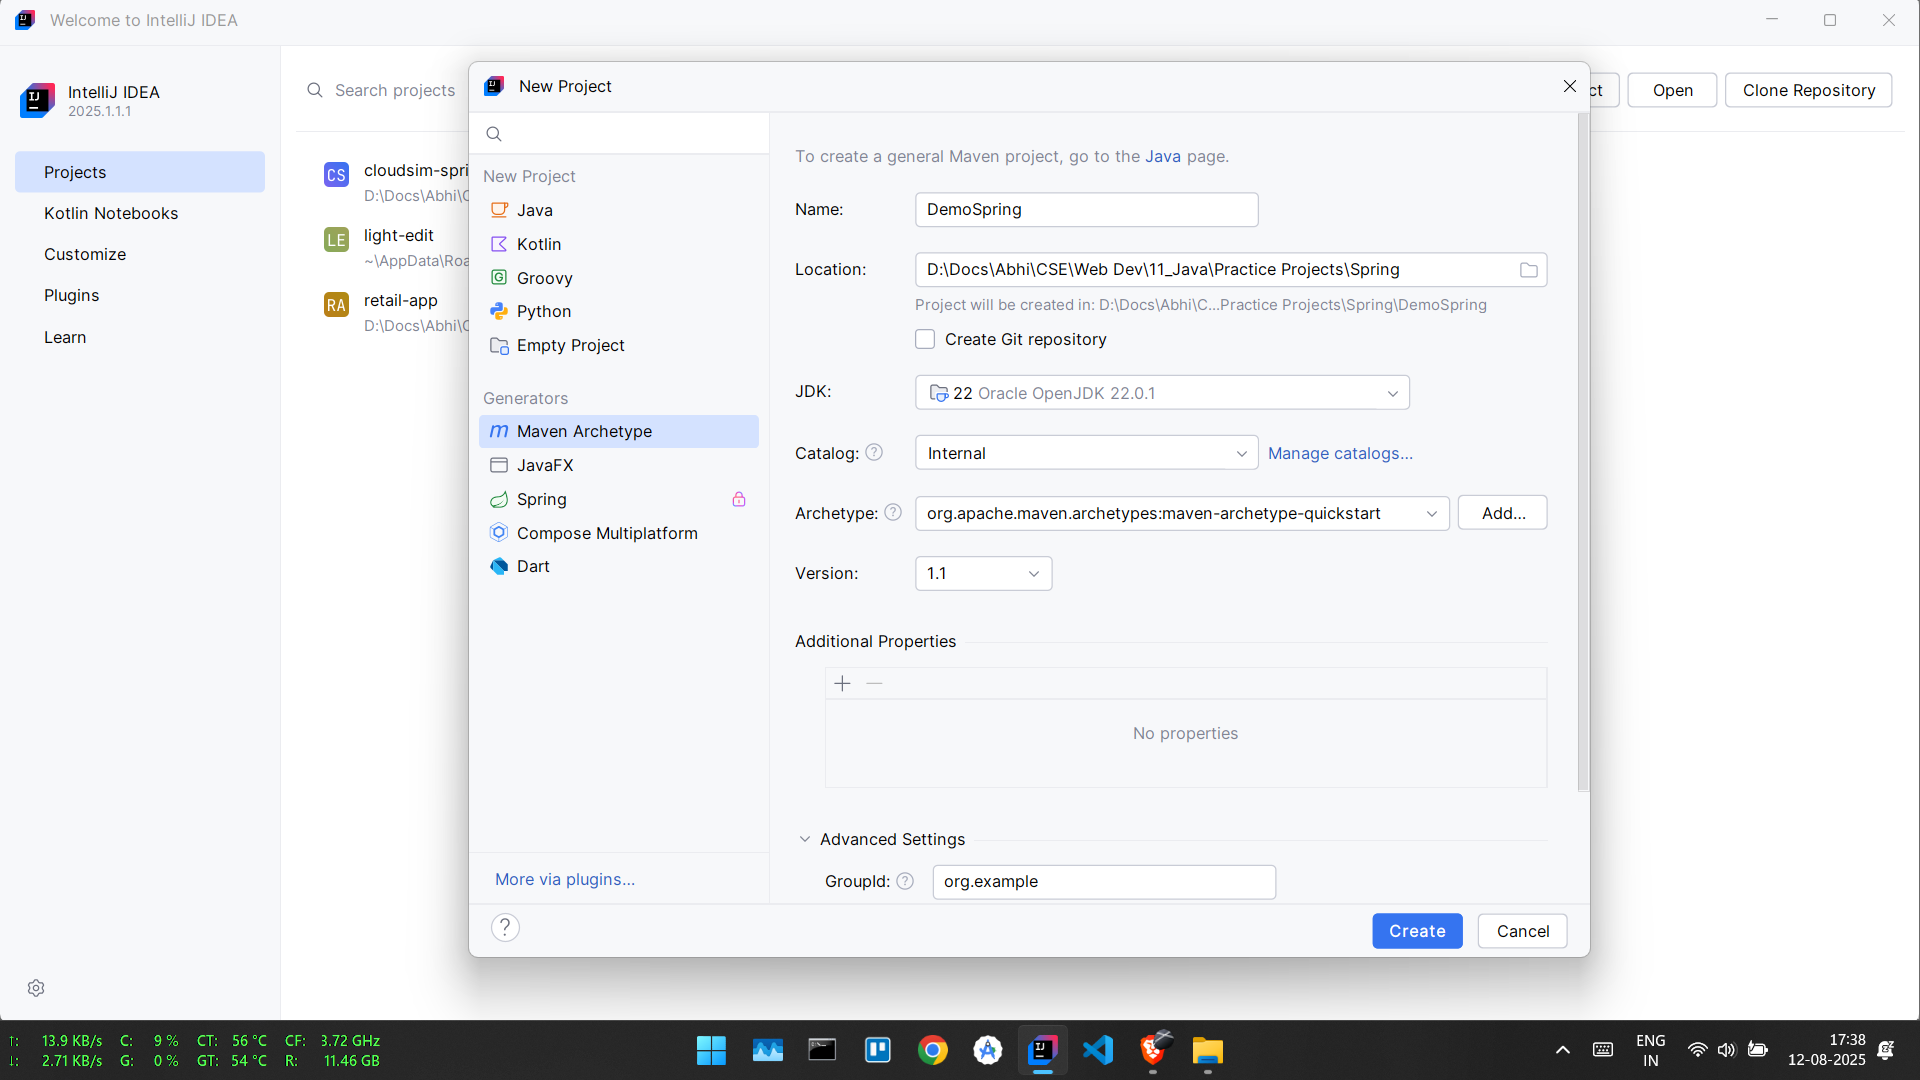 Welcome to IntelliJ IDEA
IntelliJ IDEA
2025.1.1.1
Projects
Kotlin Notebooks
Customize
Plugins
Learn
Search projects
ct
Open
Clone Repository
CS
cloudsim-spri
D:\Docs\Abhi\C
LE
light-edit
~\AppData\Roa
RA
retail-app
D:\Docs\Abhi\C
New Project
New Project
Java
Kotlin
Groovy
Python
Empty Project
Generators
Maven Archetype
JavaFX
Spring
Compose Multiplatform
Dart
More via plugins...
To create a general Maven project, go to the Java page.
Name:
DemoSpring
Location:
D:\Docs\Abhi\CSE\Web Dev\11_Java\Practice Projects\Spring
Project will be created in: D:\Docs\Abhi\C...Practice Projects\Spring\DemoSpring
Create Git repository
JDK:
22 Oracle OpenJDK 22.0.1
Catalog: ?
Internal
Manage catalogs...
Archetype: ?
org.apache.maven.archetypes:maven-archetype-quickstart
Add...
Version:
1.1
Additional Properties
No properties
Advanced Settings
GroupId: ?
org.example
?
Create
Cancel
↑: 13.9 KB/s C: 9 % CT: 56 °C CF: 3.72 GHz
↓: 2.71 KB/s G: 0 % GT: 54 °C R: 11.46 GB
ENG
IN
17:38
12-08-2025